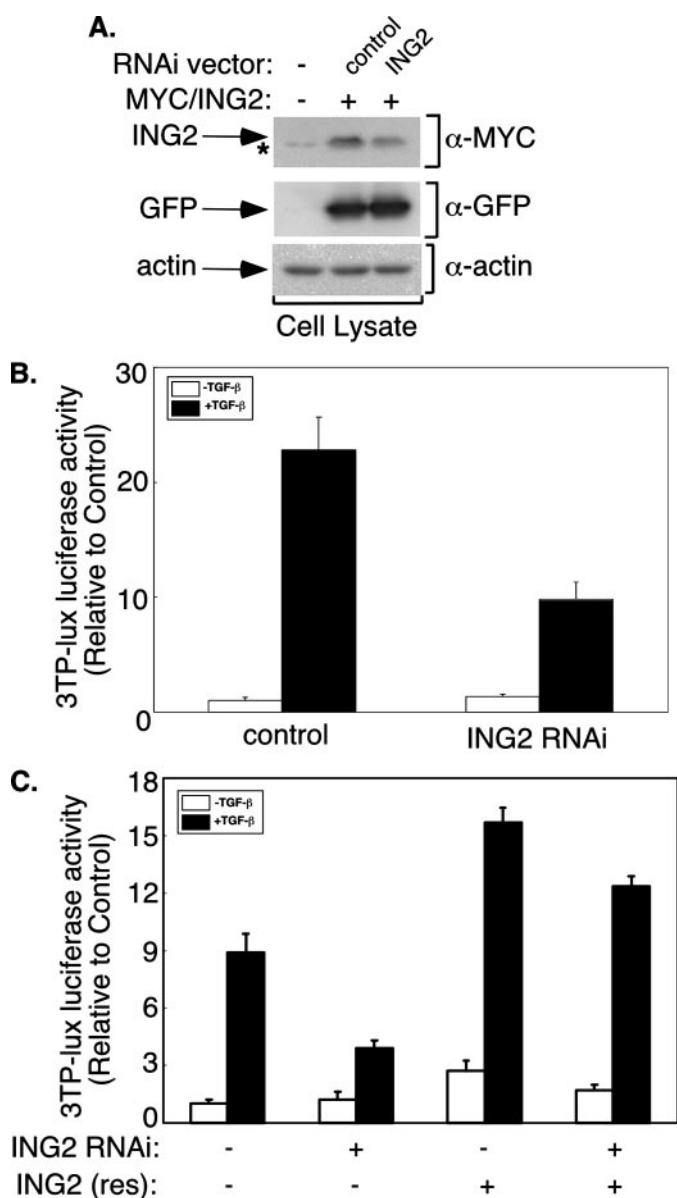 A.
RNAi vector: - control ING2
MYC/ING2: - + +
ING2 α-MYC
*
GFP α-GFP
actin α-actin
Cell Lysate
B.
30
-TGF-β
+TGF-β
20
10
0
3TP-lux luciferase activity
(Relative to Control)
control ING2 RNAi
C.
18
-TGF-β
+TGF-β
15
12
9
6
3
0
3TP-lux luciferase activity
(Relative to Control)
ING2 RNAi: - + - +
ING2 (res): - - + +